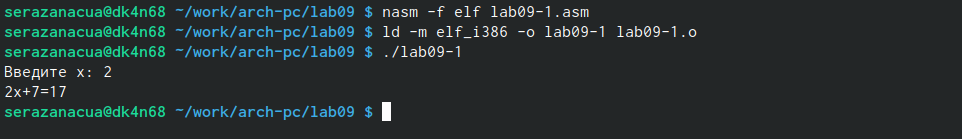 serazanacua@dk4n68 ~/work/arch-pc/lab09 $ nasm -f elf lab09-1.asm
serazanacua@dk4n68 ~/work/arch-pc/lab09 $ ld -m elf_i386 -o lab09-1 lab09-1.o
serazanacua@dk4n68 ~/work/arch-pc/lab09 $ ./lab09-1
Введите x: 2
2x+7=17
serazanacua@dk4n68 ~/work/arch-pc/lab09 $